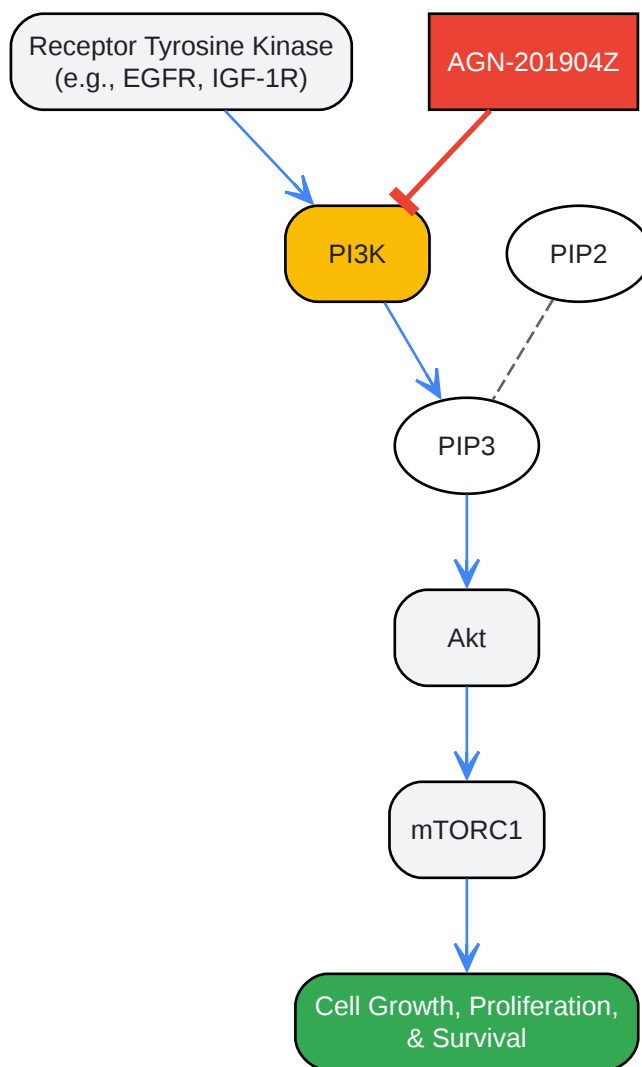 Receptor Tyrosine Kinase
(e.g., EGFR, IGF-1R)
AGN-201904Z
PI3K
PIP2
PIP3
Akt
mTORC1
Cell Growth, Proliferation,
& Survival